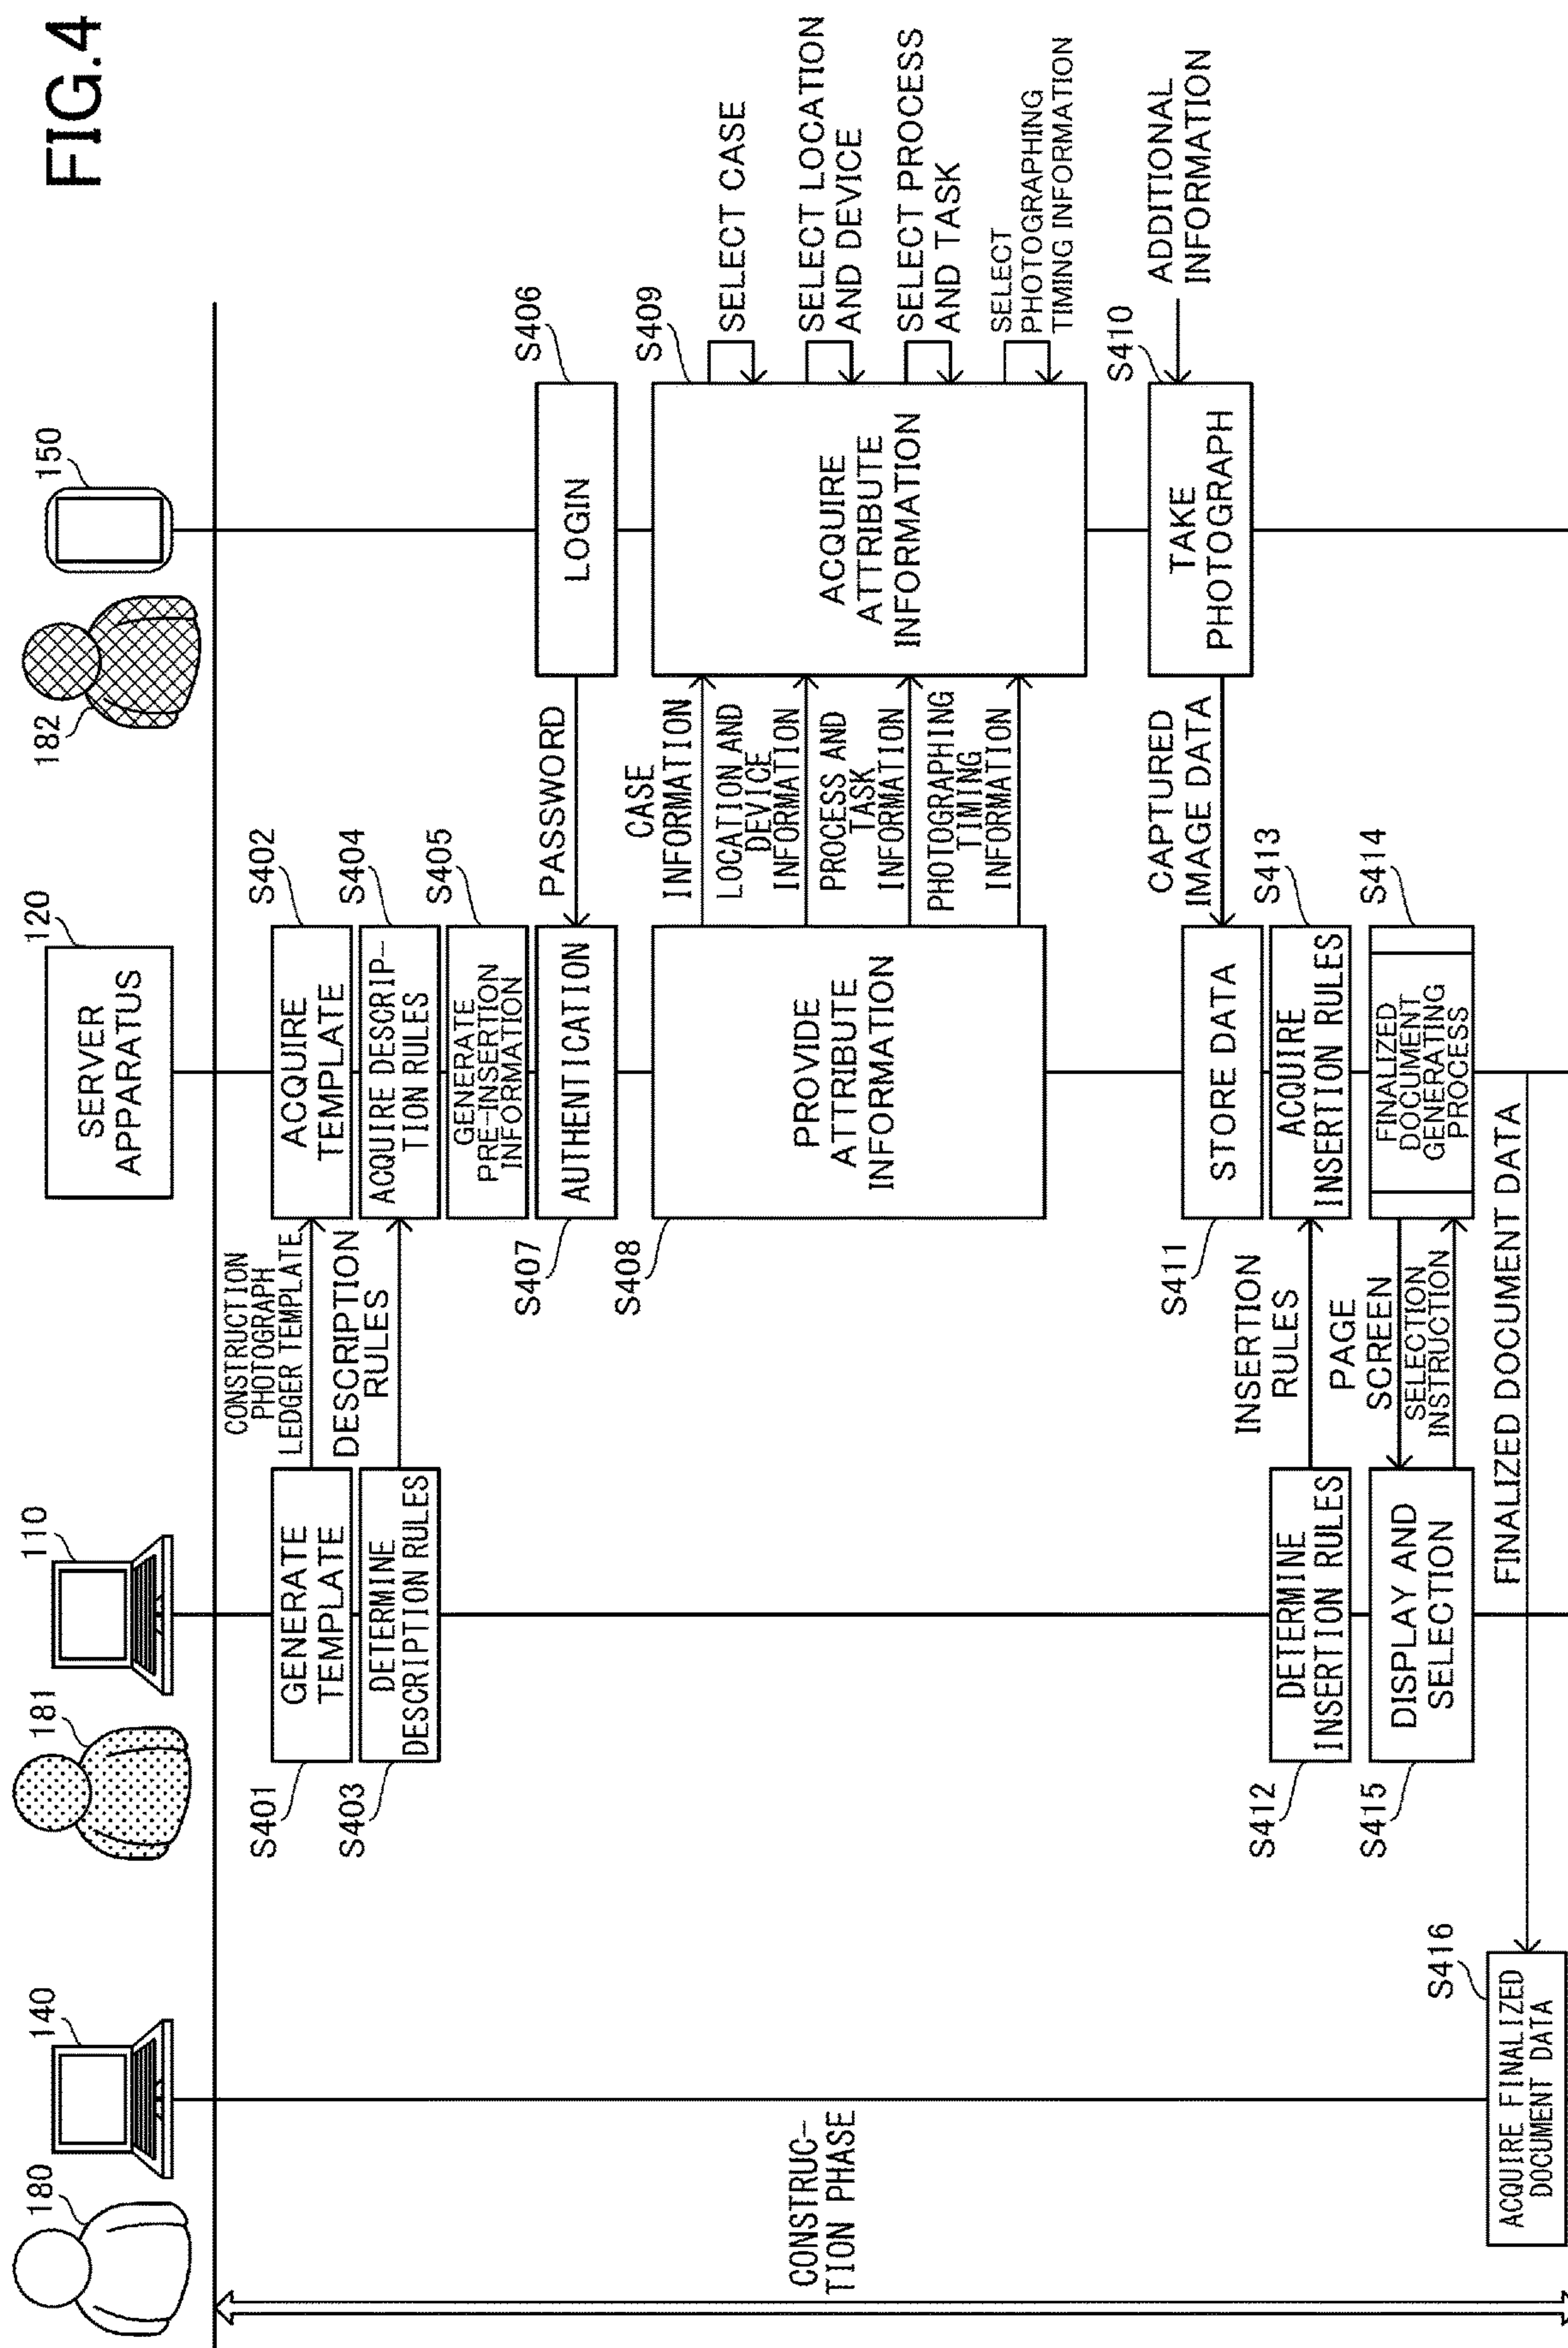 FIG.4
180
140
181
110
120
SERVER
APPARATUS
182
150
CONSTRUC-
TION PHASE
S401
GENERATE
TEMPLATE
CONSTRUCTION
PHOTOGRAPH
LEDGER TEMPLATE
S402
ACQUIRE
TEMPLATE
S403
DETERMINE
DESCRIPTION RULES
DESCRIPTION
RULES
S404
ACQUIRE DESCRIP-
TION RULES
S405
GENERATE
PRE-INSERTION
INFORMATION
S406
LOGIN
PASSWORD
S407
AUTHENTICATION
S408
PROVIDE
ATTRIBUTE
INFORMATION
CASE
INFORMATION
LOCATION AND
DEVICE
INFORMATION
PROCESS AND
TASK
INFORMATION
PHOTOGRAPHING
TIMING
INFORMATION
S409
ACQUIRE
ATTRIBUTE
INFORMATION
SELECT CASE
SELECT LOCATION
AND DEVICE
SELECT PROCESS
AND TASK
SELECT
PHOTOGRAPHING
TIMING INFORMATION
S410
TAKE
PHOTOGRAPH
ADDITIONAL
INFORMATION
CAPTURED
IMAGE DATA
S411
STORE DATA
S412
DETERMINE
INSERTION RULES
INSERTION
RULES
S413
ACQUIRE
INSERTION RULES
S414
FINALIZED
DOCUMENT
GENERATING
PROCESS
PAGE
SCREEN
SELECTION
INSTRUCTION
S415
DISPLAY AND
SELECTION
FINALIZED DOCUMENT DATA
S416
ACQUIRE FINALIZED
DOCUMENT DATA